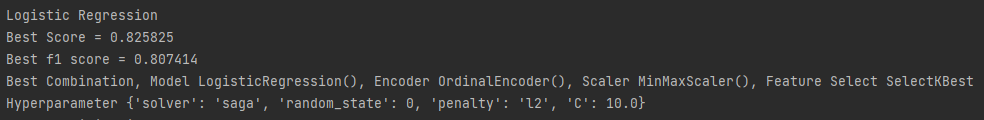 Logistic Regression
Best Score = 0.825825
Best f1 score = 0.807414
Best Combination, Model LogisticRegression(), Encoder OrdinalEncoder(), Scaler MinMaxScaler(), Feature Select SelectKBest
Hyperparameter {'solver': 'saga', 'random_state': 0, 'penalty': 'l2', 'C': 10.0}